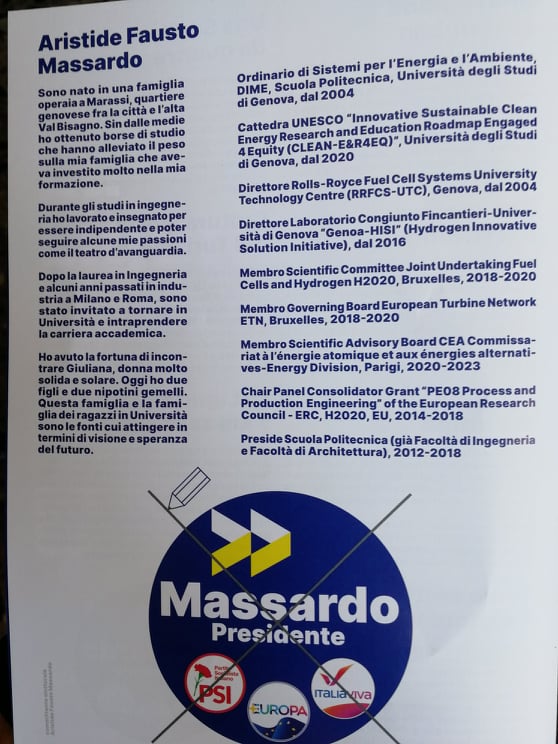 Aristide Fausto
Massardo
Sono nato in una famiglia
operaia a Marassi, quartiere
genovese fra la città e l'alta
Val Bisagno. Sin dalle medie
ho ottenuto borse di studio
che hanno alleviato il peso
sulla mia famiglia che ave-
va investito molto nella mia
formazione.
Durante gli studi in ingegne-
ria ho lavorato e insegnato per
essere indipendente e poter
seguire alcune mie passioni
come il teatro d'avanguardia.
Dopo la laurea in Ingegneria
e alcuni anni passati in indu-
stria a Milano e Roma, sono
stato invitato a tornare in
Università e intraprendere
la carriera accademica.
Ho avuto la fortuna di incon-
trare Giuliana, donna molto
solida e solare. Oggi ho due
figli e due nipotini gemelli.
Questa famiglia e la fami-
glia dei ragazzi in Università
sono le fonti cui attingere in
termini di visione e speranza
del futuro.
Ordinario di Sistemi per l'Energia e l'Ambiente,
DIME, Scuola Politecnica, Università degli Studi
di Genova, dal 2004
Cattedra UNESCO "Innovative Sustainable Clean
Energy Research and Education Roadmap Engaged
4 Equity (CLEAN-E&R4EQ)", Università degli Studi
di Genova, dal 2020
Direttore Rolls-Royce Fuel Cell Systems University
Technology Centre (RRFCS-UTC), Genova, dal 2004
Direttore Laboratorio Congiunto Fincantieri-Univer-
sità di Genova "Genoa-HISI" (Hydrogen Innovative
Solution Initiative), dal 2016
Membro Scientific Committee Joint Undertaking Fuel
Cells and Hydrogen H2020, Bruxelles, 2018-2020
Membro Governing Board European Turbine Network
ETN, Bruxelles, 2018-2020
Membro Scientific Advisory Board CEA Commissa-
riat à l'énergie atomique et aux énergies alternati-
ves-Energy Division, Parigi, 2020-2023
Chair Panel Consolidator Grant "PE08 Process and
Production Engineering" of the European Research
Council - ERC, H2020, EU, 2014-2018
Preside Scuola Politecnica (già Facoltà di Ingegneria
e Facoltà di Architettura), 2012-2018
Massardo
Presidente
Partito
Socialista
Italiano
PSI
+EUROPA
ITALIA VIVA
committente elettorale
Aristide Fausto Massardo